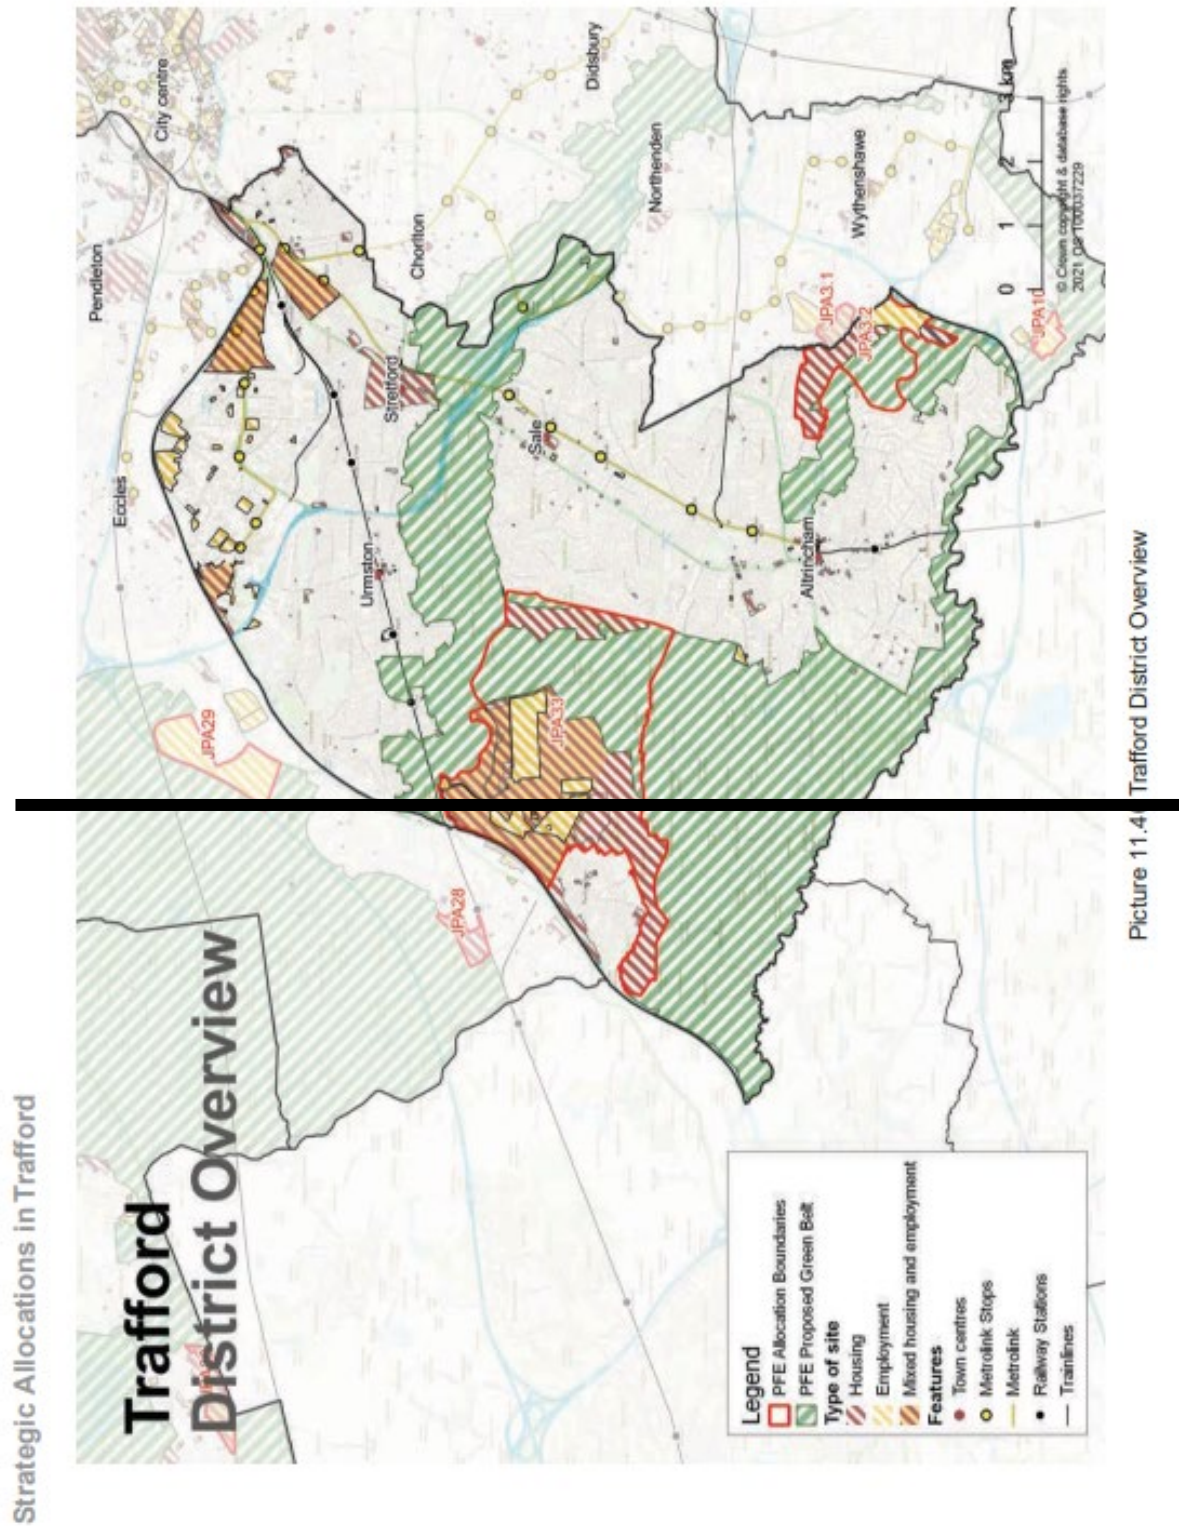 Strategic Allocations in Trafford
Trafford
District Overview
Pendleton
City centre
Eccles
Didsbury
Chorlton
Northenden
Stretford
Wythenshawe
Urmston
Sale
Altrincham
JPA29
JPA28
JPA33
JPA3.1
JPA3.2
JPA10
Legend
PFE Allocation Boundaries
PFE Proposed Green Belt
Type of site
Housing
Employment
Mixed housing and employment
Features
Town centres
Metrolink Stops
Metrolink
Railway Stations
Trainlines
0 1 2 3 km
© Crown copyright & database rights
2021 OS 100037229
Picture 11.4 Trafford District Overview